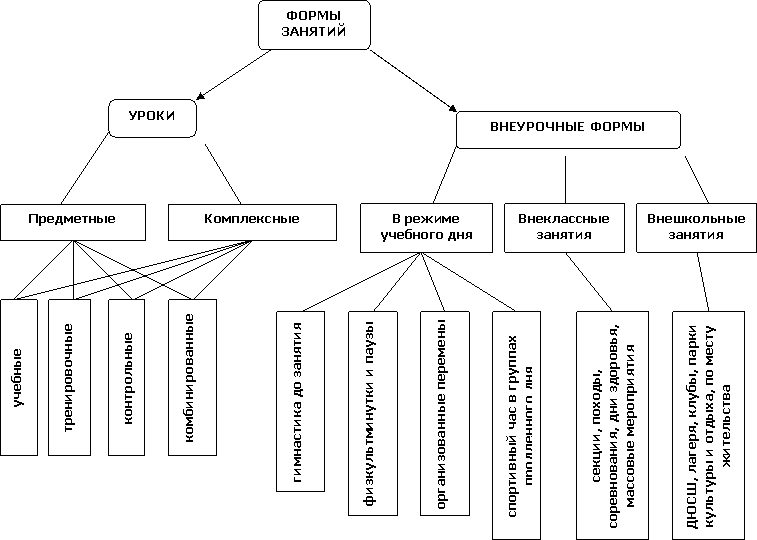 ФОРМЫ
ЗАНЯТИЙ
УРОКИ
ВНЕУРОЧНЫЕ ФОРМЫ
Предметные
Комплексные
В режиме
учебного дня
Внеклассные
занятия
Внешкольные
занятия
учебные
тренировочные
контрольные
комбинированные
гимнастика до занятия
физкультминутки и паузы
организованные перемены
спортивный час в группах
продленного дня
секции, походы,
соревнования, дни здоровья,
массовые мероприятия
ДЮСШ, лагеря, клубы, парки
культуры и отдыха, по месту
жительства